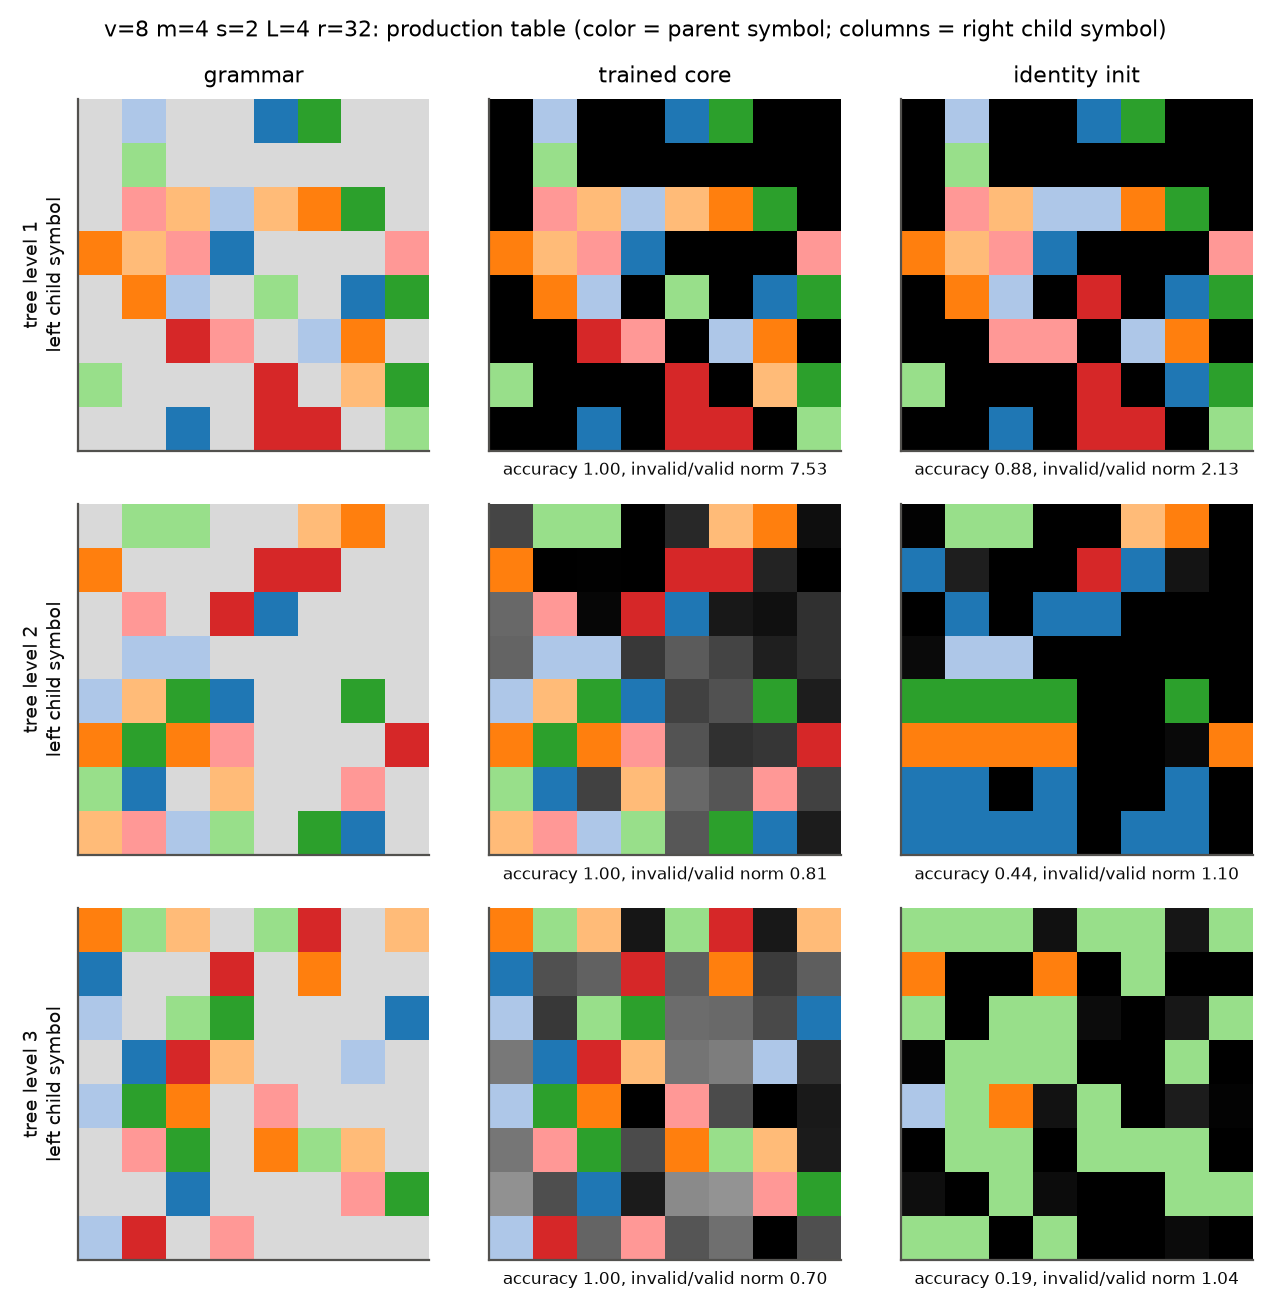 v=8 m=4 s=2 L=4 r=32: production table (color = parent symbol; columns = right child symbol)
grammar
trained core
identity init
tree level 1
left child symbol
accuracy 1.00, invalid/valid norm 7.53
accuracy 0.88, invalid/valid norm 2.13
tree level 2
left child symbol
accuracy 1.00, invalid/valid norm 0.81
accuracy 0.44, invalid/valid norm 1.10
tree level 3
left child symbol
accuracy 1.00, invalid/valid norm 0.70
accuracy 0.19, invalid/valid norm 1.04